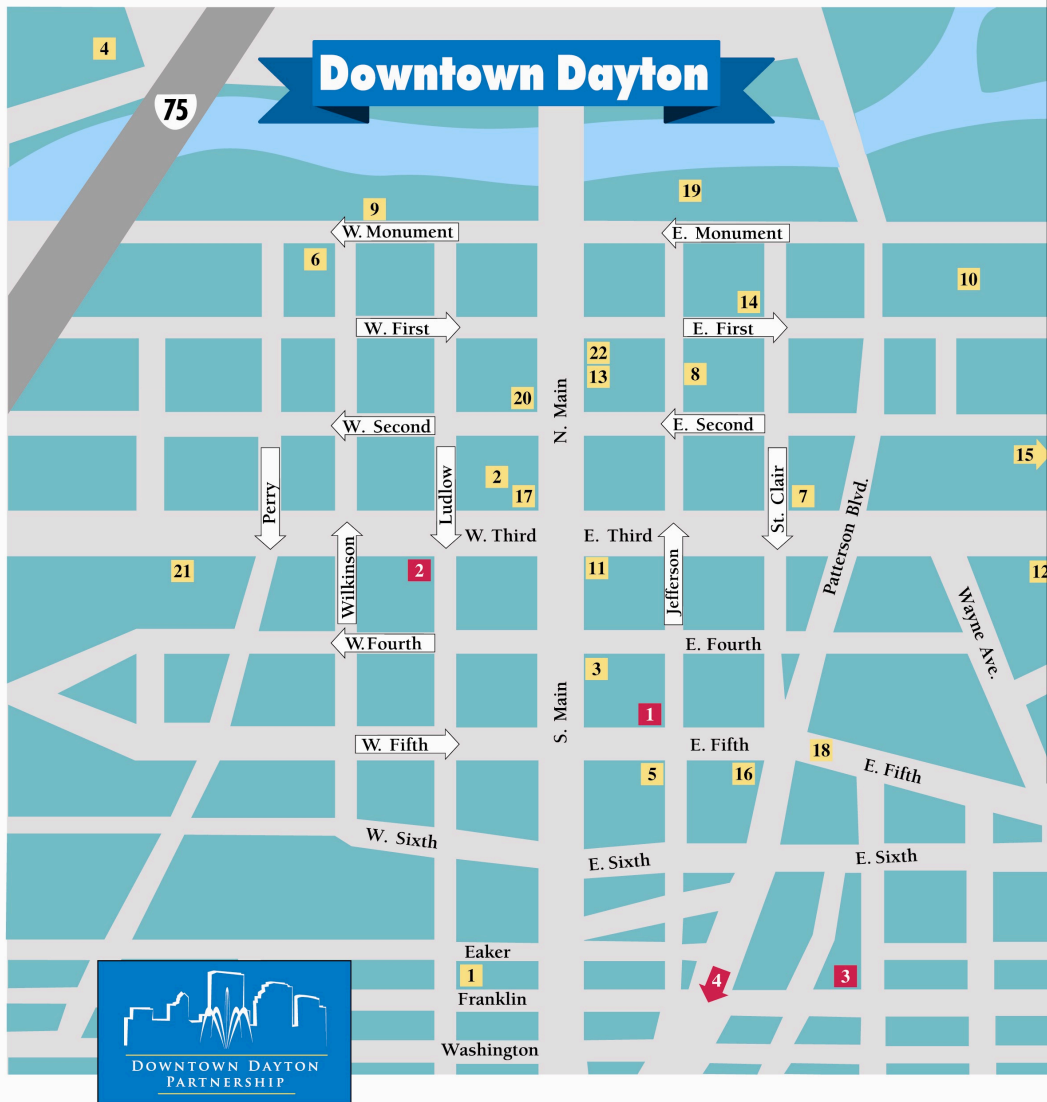 4
Downtown Dayton
75
19
9
W. Monument
E. Monument
6
10
14
W. First
E. First
22
13
8
20
N. Main
W. Second
E. Second
15
2
17
7
Perry
Ludlow
St. Clair
Patterson Blvd.
W. Third
E. Third
Wilkinson
Jefferson
21
2
11
12
Wayne Ave.
W.Fourth
E. Fourth
3
S. Main
1
W. Fifth
E. Fifth
18
E. Fifth
5
16
W. Sixth
E. Sixth
E. Sixth
Eaker
1
4
3
Franklin
Washington
DOWNTOWN DAYTON
PARTNERSHIP